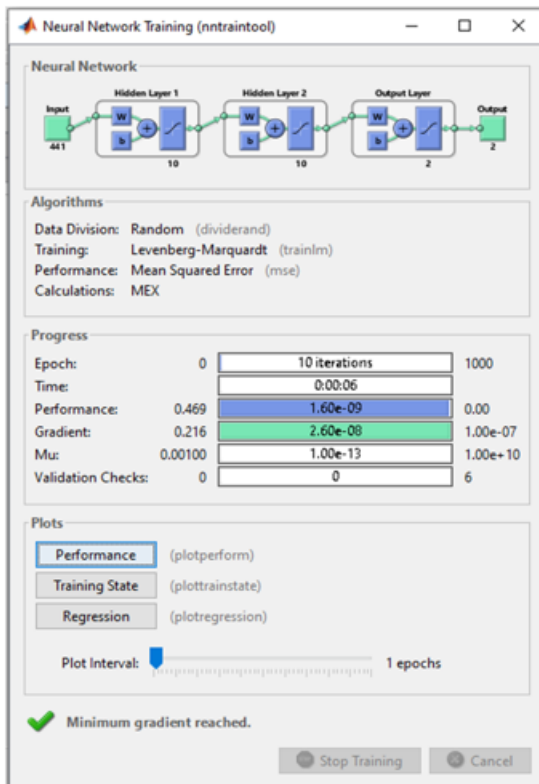 Neural Network Training (nntraintool)
Neural Network
Hidden Layer 1 Hidden Layer 2 Output Layer
Input Output
W W W
b b b
441 2
10 10 2
Algorithms
Data Division: Random (dividerand)
Training: Levenberg-Marquardt (trainlm)
Performance: Mean Squared Error (mse)
Calculations: MEX
Progress
Epoch: 0 10 iterations 1000
Time: 0:00:06
Performance: 0.469 1.60e-09 0.00
Gradient: 0.216 2.60e-08 1.00e-07
Mu: 0.00100 1.00e-13 1.00e+10
Validation Checks: 0 0 6
Plots
Performance (plotperform)
Training State (plottrainstate)
Regression (plotregression)
Plot Interval: 1 epochs
Minimum gradient reached.
Stop Training Cancel